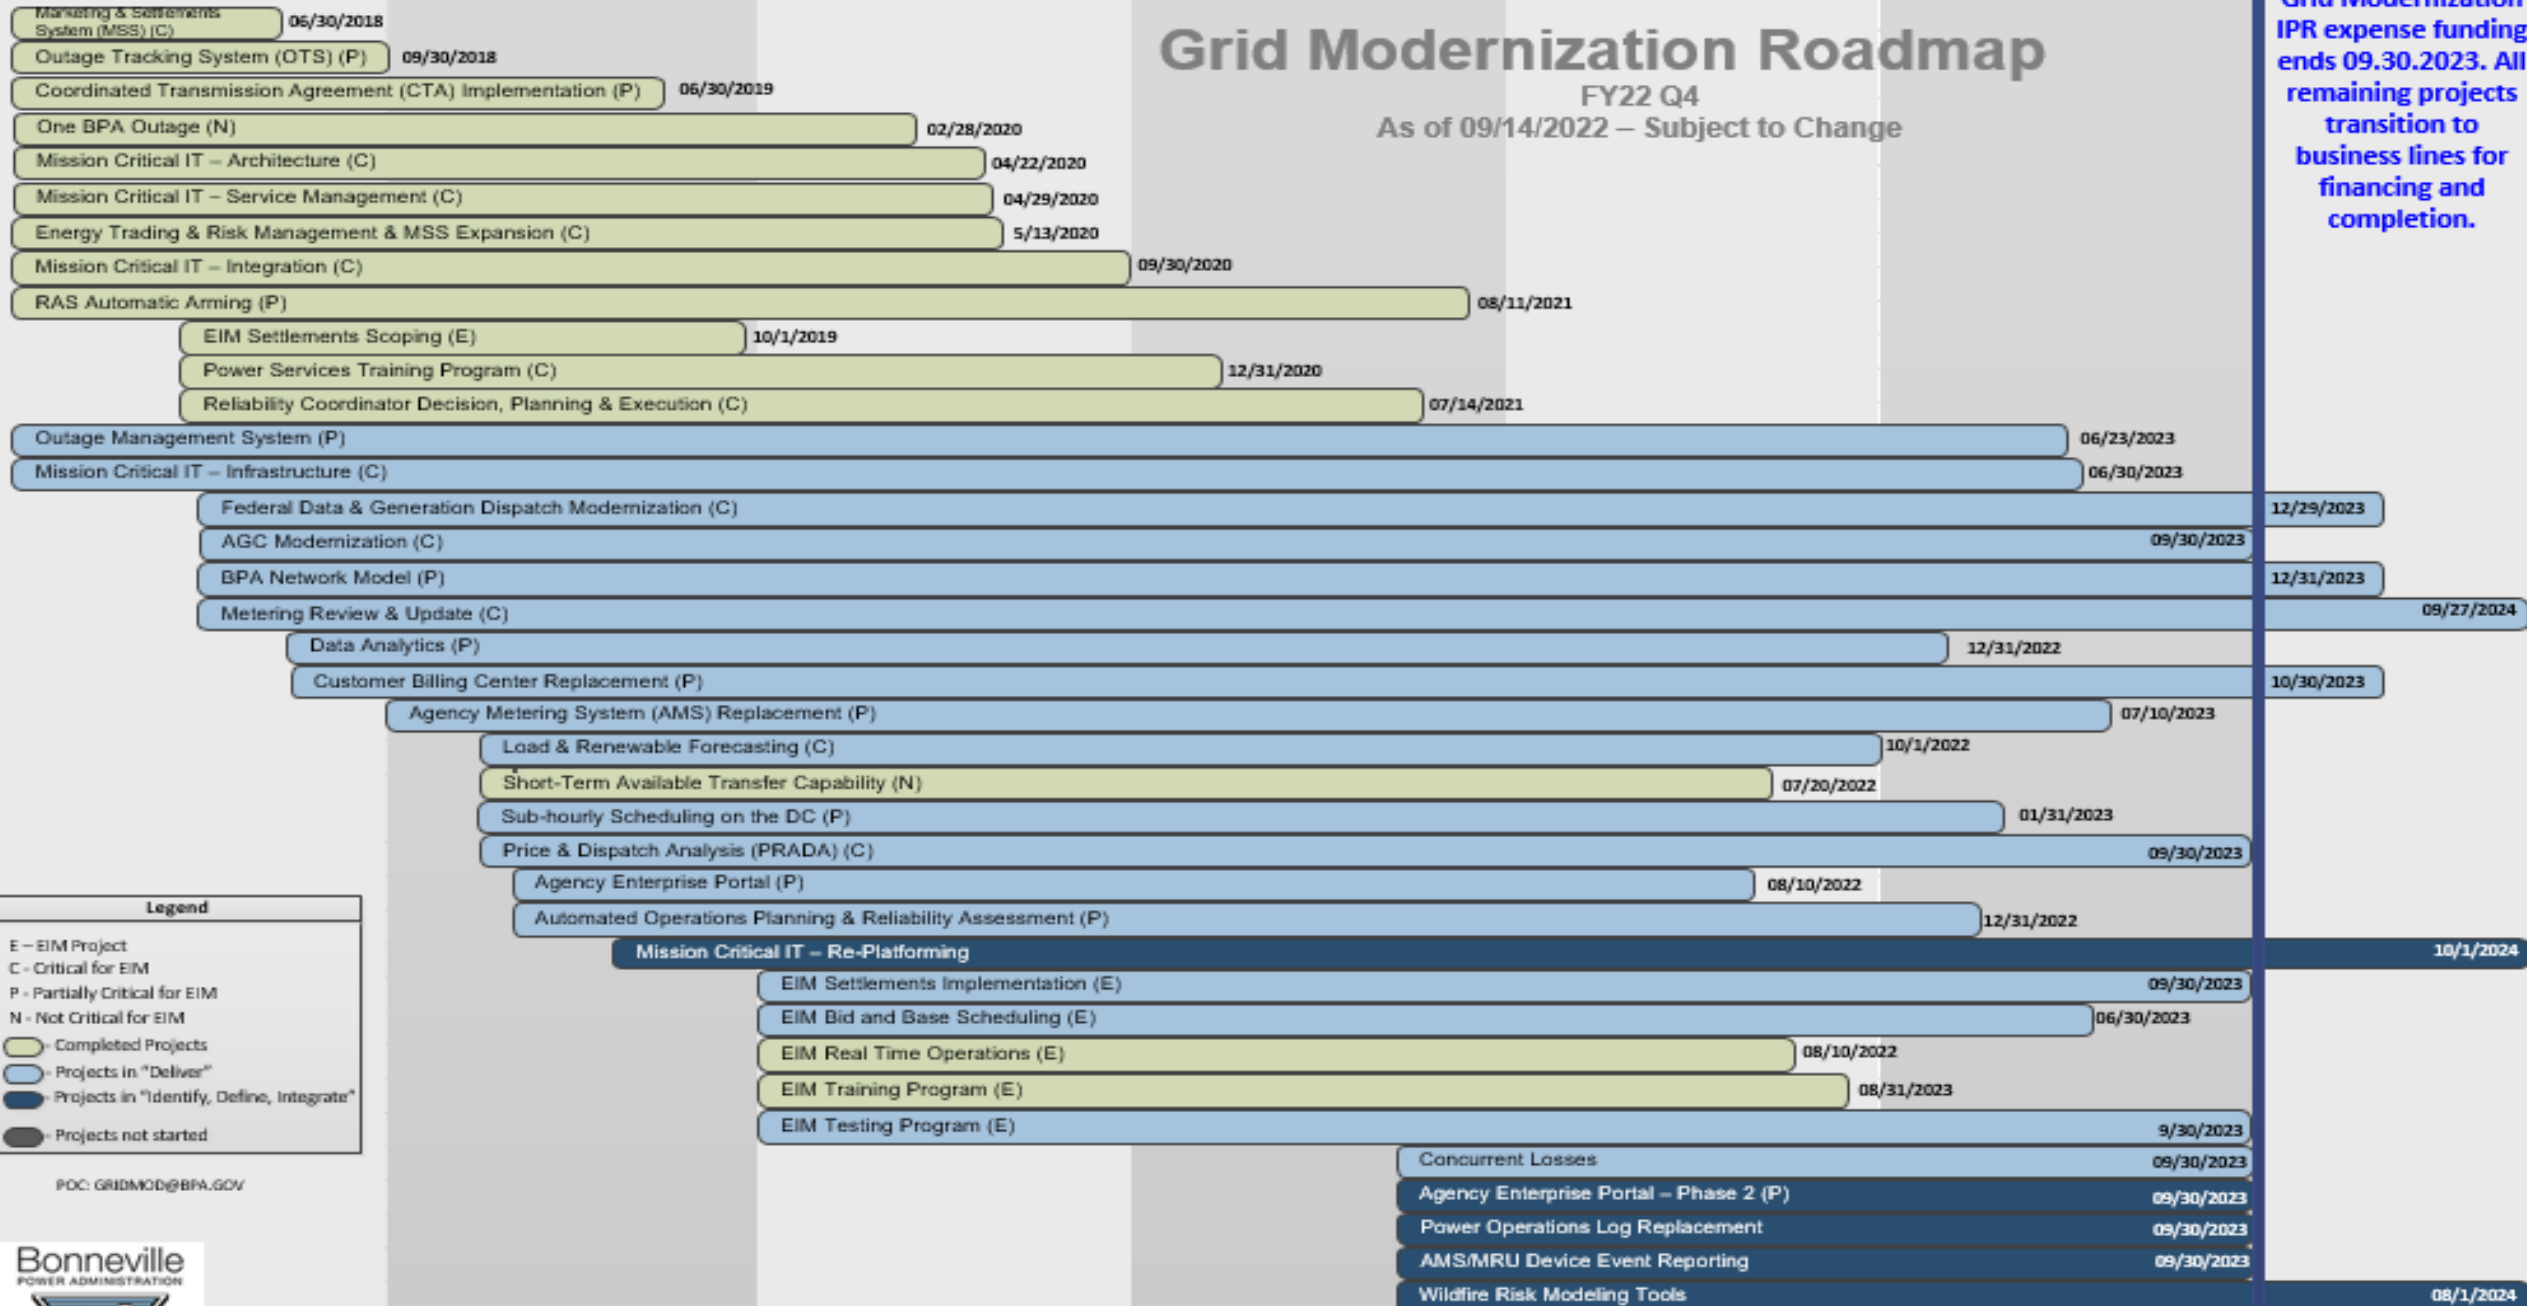 Marketing & Settlements
System (MSS) (C)
06/30/2018
Outage Tracking System (OTS) (P)
09/30/2018
Coordinated Transmission Agreement (CTA) Implementation (P)
06/30/2019
One BPA Outage (N)
02/28/2020
Mission Critical IT – Architecture (C)
04/22/2020
Mission Critical IT – Service Management (C)
04/29/2020
Energy Trading & Risk Management & MSS Expansion (C)
5/13/2020
Mission Critical IT – Integration (C)
09/30/2020
RAS Automatic Arming (P)
08/11/2021
EIM Settlements Scoping (E)
10/1/2019
Power Services Training Program (C)
12/31/2020
Reliability Coordinator Decision, Planning & Execution (C)
07/14/2021
Outage Management System (P)
06/23/2023
Mission Critical IT – Infrastructure (C)
06/30/2023
Federal Data & Generation Dispatch Modernization (C)
12/29/2023
AGC Modernization (C)
09/30/2023
BPA Network Model (P)
12/31/2023
Metering Review & Update (C)
09/27/2024
Data Analytics (P)
12/31/2022
Customer Billing Center Replacement (P)
10/30/2023
Agency Metering System (AMS) Replacement (P)
07/10/2023
Load & Renewable Forecasting (C)
10/1/2022
Short-Term Available Transfer Capability (N)
07/20/2022
Sub-hourly Scheduling on the DC (P)
01/31/2023
Price & Dispatch Analysis (PRADA) (C)
09/30/2023
Agency Enterprise Portal (P)
08/10/2022
Automated Operations Planning & Reliability Assessment (P)
12/31/2022
Mission Critical IT – Re-Platforming
10/1/2024
EIM Settlements Implementation (E)
09/30/2023
EIM Bid and Base Scheduling (E)
06/30/2023
EIM Real Time Operations (E)
08/10/2022
EIM Training Program (E)
08/31/2023
EIM Testing Program (E)
9/30/2023
Concurrent Losses
09/30/2023
Agency Enterprise Portal – Phase 2 (P)
09/30/2023
Power Operations Log Replacement
09/30/2023
AMS/MRU Device Event Reporting
09/30/2023
Wildfire Risk Modeling Tools
08/1/2024
Grid Modernization Roadmap
FY22 Q4
As of 09/14/2022 – Subject to Change
Grid Modernization
IPR expense funding
ends 09.30.2023. All
remaining projects
transition to
business lines for
financing and
completion.
Legend
E – EIM Project
C - Critical for EIM
P - Partially Critical for EIM
N - Not Critical for EIM
- Completed Projects
- Projects in "Deliver"
- Projects in "Identify, Define, Integrate"
- Projects not started
POC: GRIDMOD@BPA.GOV
Bonneville
POWER ADMINISTRATION